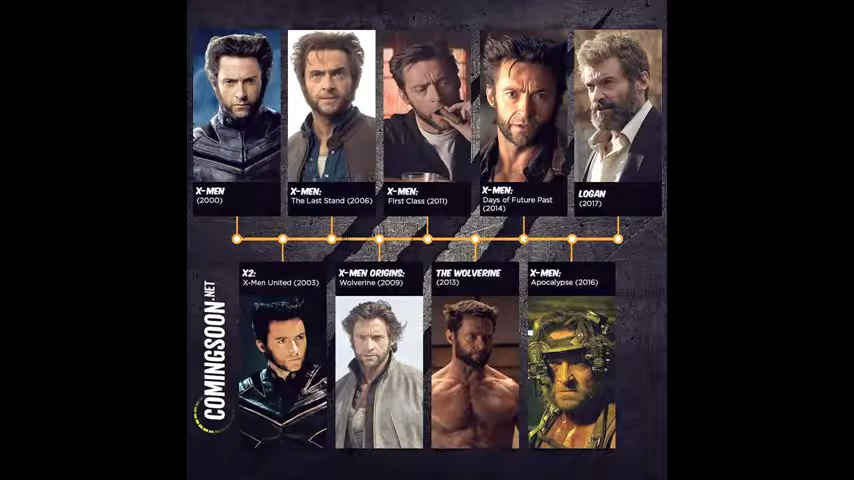 X-MEN
(2000)
X-MEN:
The Last Stand (2006)
X-MEN:
First Class (2011)
X-MEN:
Days of Future Past
(2014)
LOGAN
(2017)
X2:
X-Men United (2003)
X-MEN ORIGINS:
Wolverine (2009)
THE WOLVERINE
(2013)
X-MEN:
Apocalypse (2016)
COMINGSOON.NET